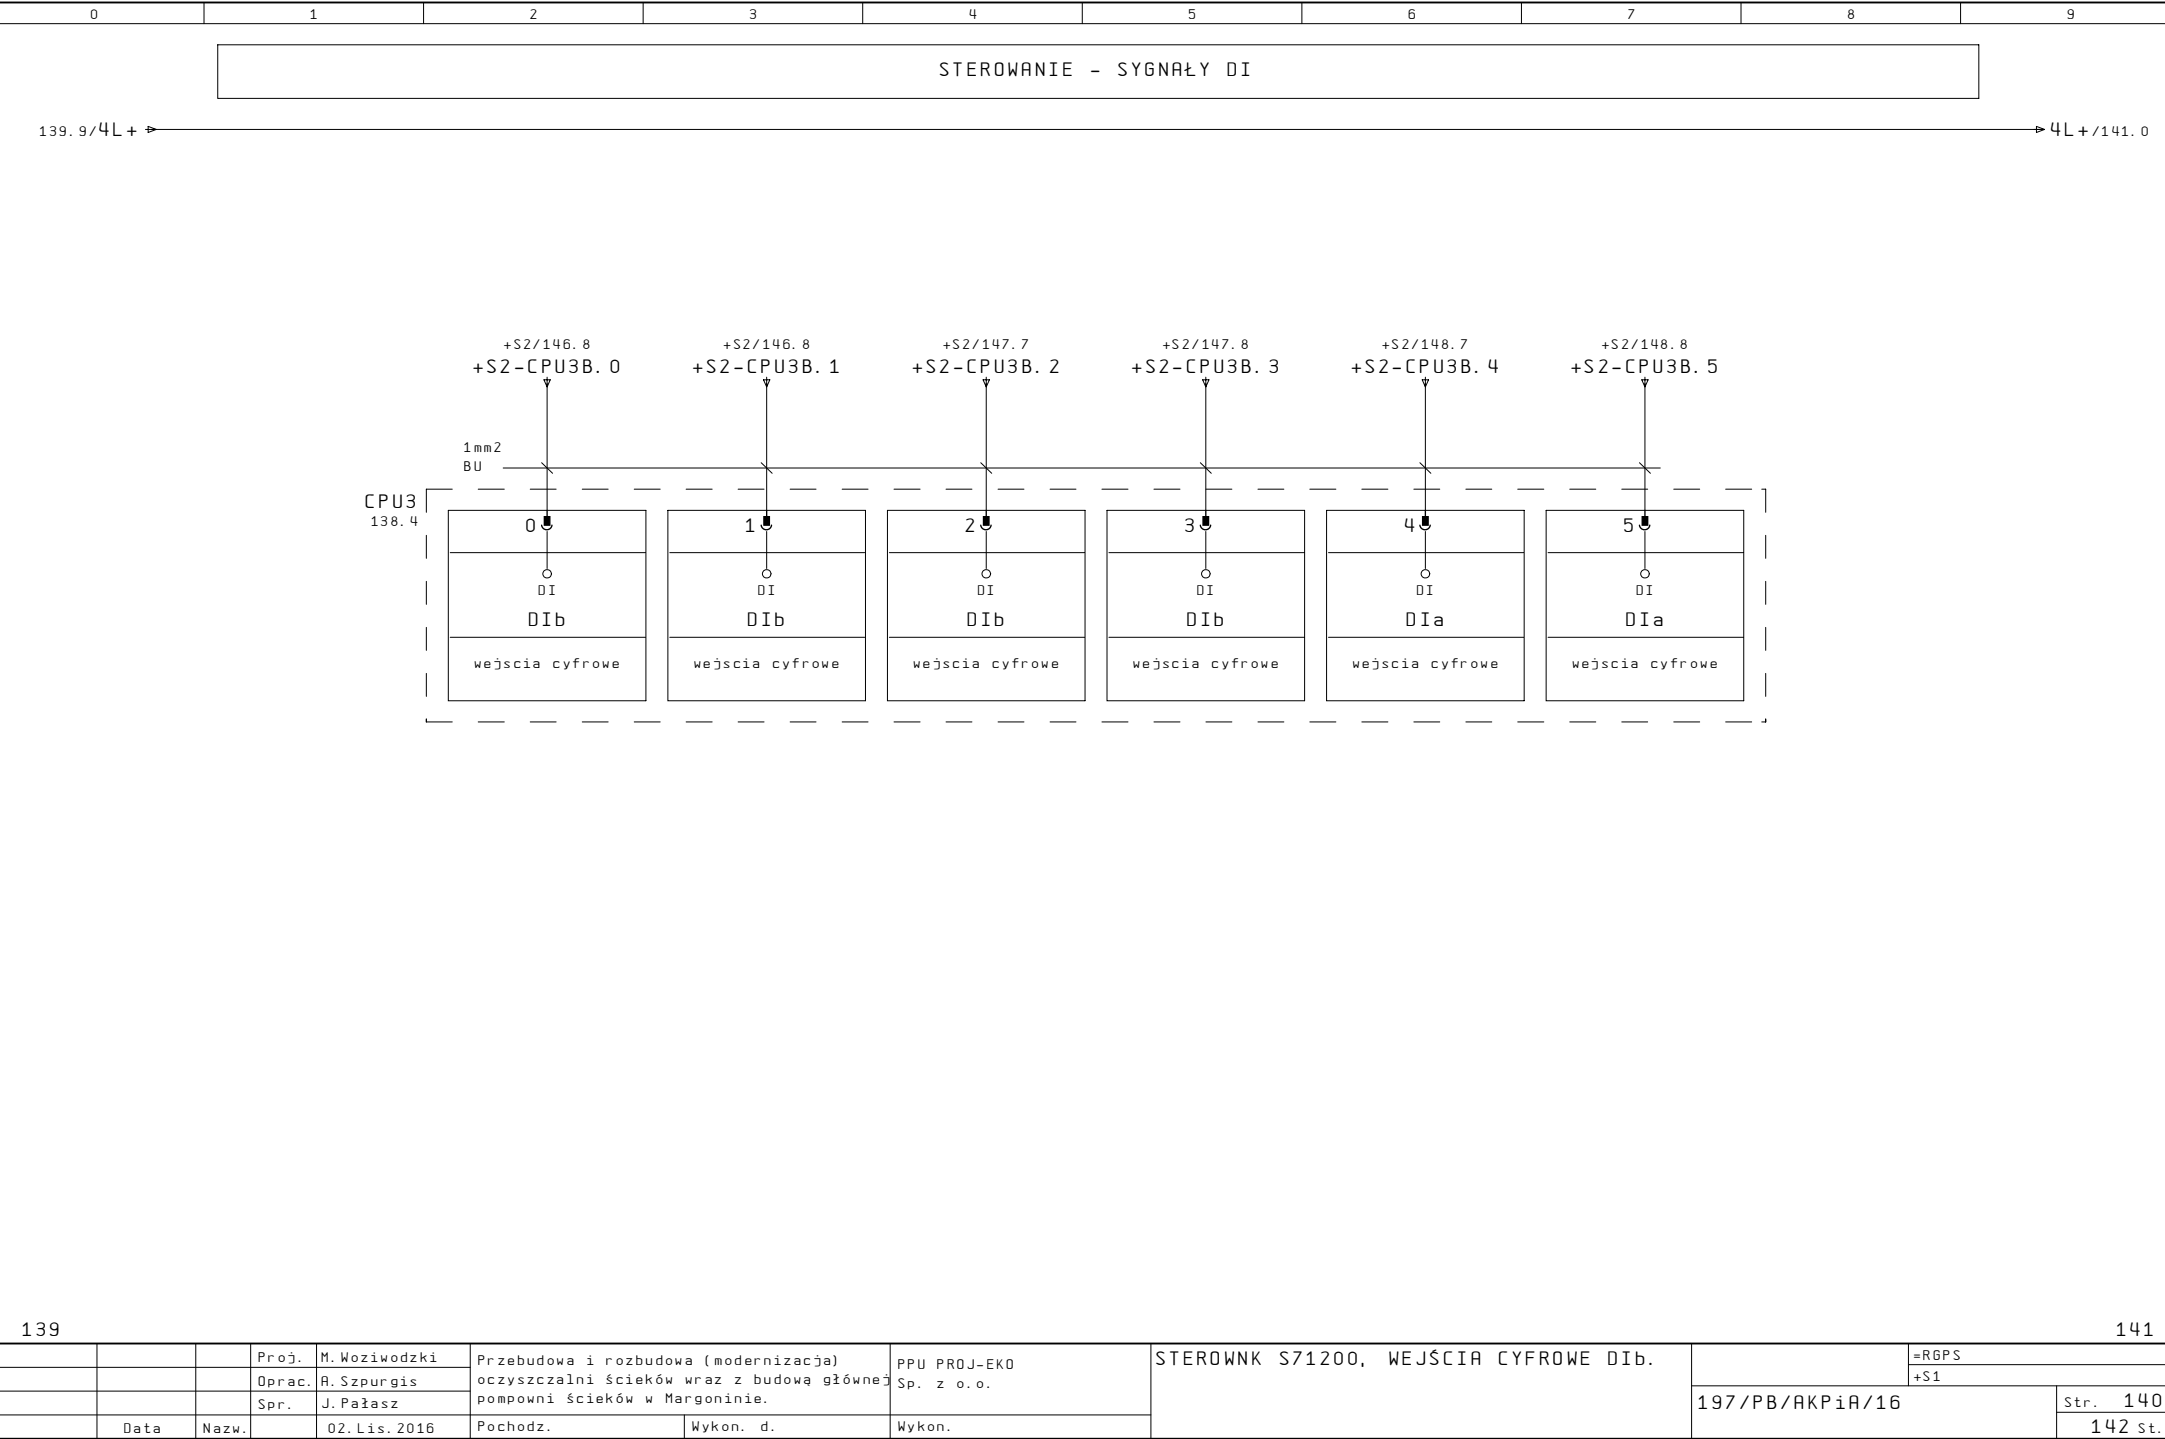 0 1 2 3 4 5 6 7 8 9
STEROWANIE - SYGNAŁY DI
139.9/4L+ 4L+/141.0
+S2/146.8 +S2/146.8 +S2/147.7 +S2/147.8 +S2/148.7 +S2/148.8
+S2-CPU3B.0 +S2-CPU3B.1 +S2-CPU3B.2 +S2-CPU3B.3 +S2-CPU3B.4 +S2-CPU3B.5
1mm2
BU
CPU3
138.4
0 1 2 3 4 5
DI DI DI DI DI DI
DIb DIb DIb DIb DIa DIa
wejscia cyfrowe wejscia cyfrowe wejscia cyfrowe wejscia cyfrowe wejscia cyfrowe wejscia cyfrowe
139 141
Proj. M.Woziwodzki
Oprac. A.Szpurgis
Spr. J.Pałasz
Data Nazw. 02.Lis.2016
Przebudowa i rozbudowa (modernizacja)
oczyszczalni ścieków wraz z budową głównej
pompowni ścieków w Margoninie.
Pochodz. Wykon. d. Wykon.
PPU PROJ-EKO
Sp. z o.o.
STEROWNK S71200, WEJŚCIA CYFROWE DIb.
=RGPS
+S1
197/PB/AKPiA/16
Str. 140
142 St.